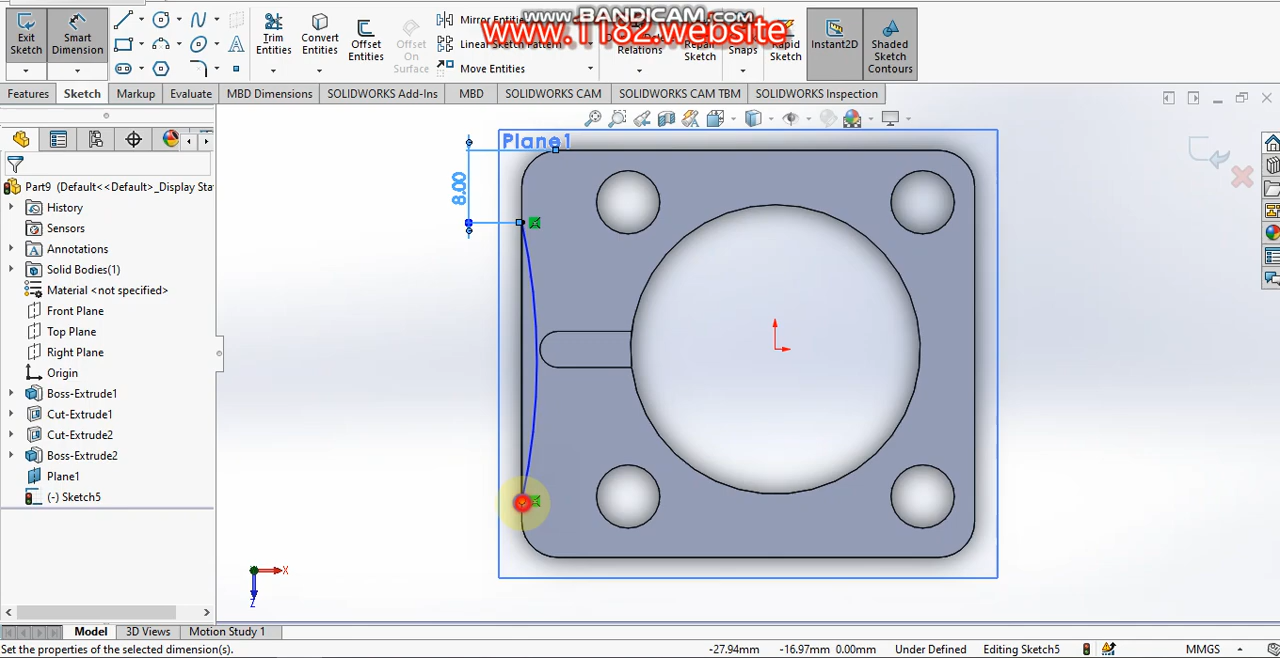 www.BANDICAM.com
www.1182.website
Exit Sketch
Smart Dimension
Trim Entities
Convert Entities
Offset Entities
Offset On Surface
Mirror Entities
Linear Sketch Pattern
Move Entities
Relations
Repair Sketch
Snaps
Rapid Sketch
Instant2D
Shaded Sketch Contours
Features
Sketch
Markup
Evaluate
MBD Dimensions
SOLIDWORKS Add-Ins
MBD
SOLIDWORKS CAM
SOLIDWORKS CAM TBM
SOLIDWORKS Inspection
Part9 (Default<<Default>_Display Sta
History
Sensors
Annotations
Solid Bodies(1)
Material <not specified>
Front Plane
Top Plane
Right Plane
Origin
Boss-Extrude1
Cut-Extrude1
Cut-Extrude2
Boss-Extrude2
Plane1
(-) Sketch5
Plane1
8.00
X
Z
Model
3D Views
Motion Study 1
Set the properties of the selected dimension(s).
-27.94mm
-16.97mm 0.00mm
Under Defined
Editing Sketch5
MMGS